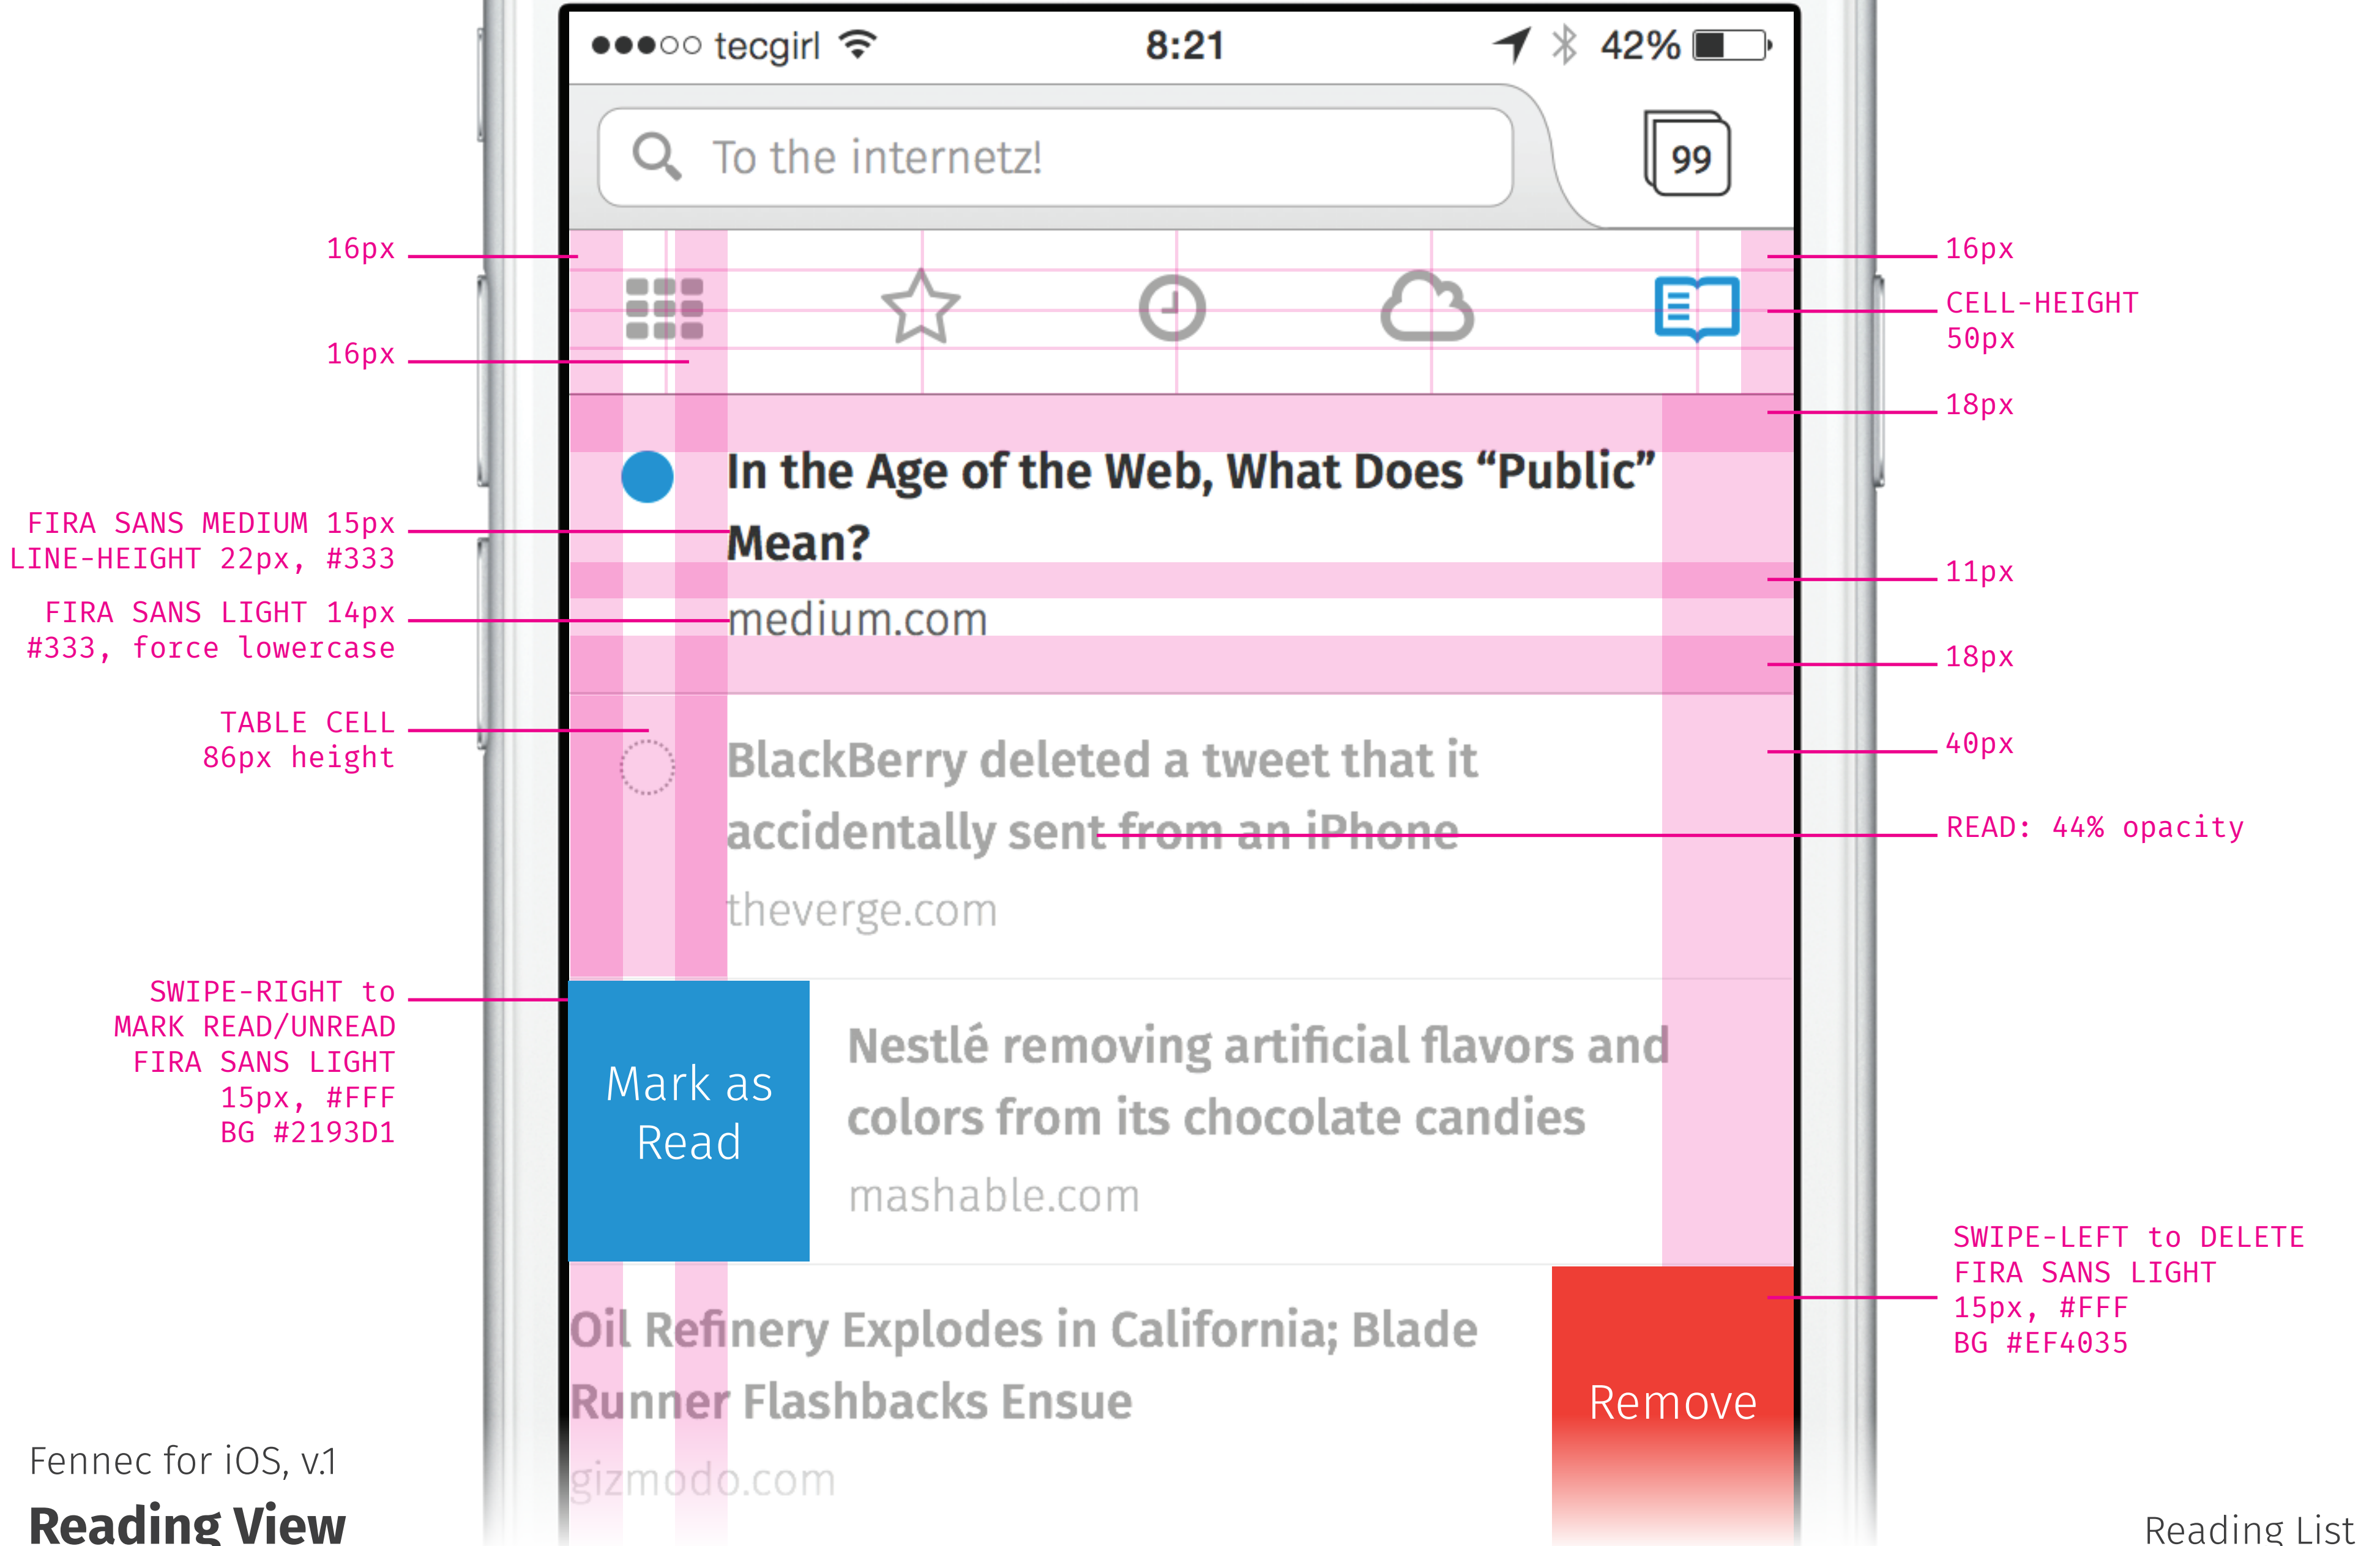 tecgirl 8:21 42%
To the internetz!
99
16px
16px
CELL-HEIGHT
50px
16px
18px
In the Age of the Web, What Does “Public”
Mean?
FIRA SANS MEDIUM 15px
LINE-HEIGHT 22px, #333
11px
FIRA SANS LIGHT 14px
#333, force lowercase
medium.com
18px
TABLE CELL
86px height
40px
BlackBerry deleted a tweet that it
accidentally sent from an iPhone
theverge.com
READ: 44% opacity
SWIPE-RIGHT to
MARK READ/UNREAD
FIRA SANS LIGHT
15px, #FFF
BG #2193D1
Mark as
Read
Nestlé removing artificial flavors and
colors from its chocolate candies
mashable.com
SWIPE-LEFT to DELETE
FIRA SANS LIGHT
15px, #FFF
BG #EF4035
Oil Refinery Explodes in California; Blade
Runner Flashbacks Ensue
gizmodo.com
Remove
Fennec for iOS, v.1
Reading View
Reading List